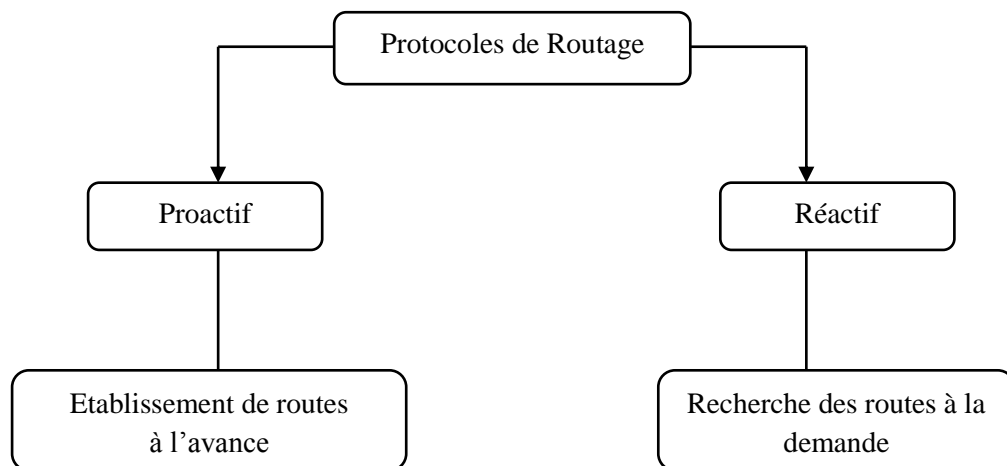 Protocoles de Routage
Proactif
Réactif
Etablissement de routes
à l’avance
Recherche des routes à la
demande